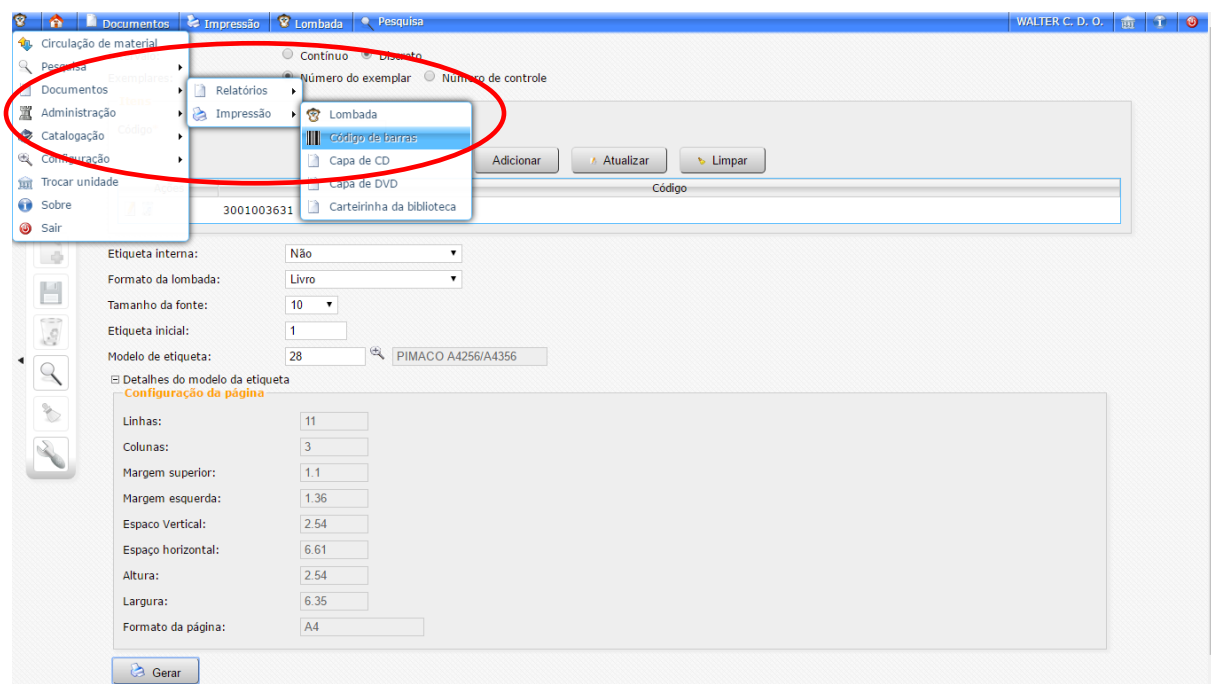 Documentos Impressão Lombada Pesquisa WALTER C. D. O.
Circulação de material
Pesquisa
Documentos
Administração
Catalogação
Configuração
Trocar unidade
Sobre
Sair
Relatórios
Impressão
Lombada
Código de barras
Capa de CD
Capa de DVD
Carteirinha da biblioteca
Contínuo Discreto
Número do exemplar Número de controle
Adicionar Atualizar Limpar
Código
3001003631
Etiqueta interna: Não
Formato da lombada: Livro
Tamanho da fonte: 10
Etiqueta inicial: 1
Modelo de etiqueta: 28 PIMACO A4256/A4356
Detalhes do modelo da etiqueta
Configuração da página
Linhas: 11
Colunas: 3
Margem superior: 1.1
Margem esquerda: 1.36
Espaco Vertical: 2.54
Espaço horizontal: 6.61
Altura: 2.54
Largura: 6.35
Formato da página: A4
Gerar